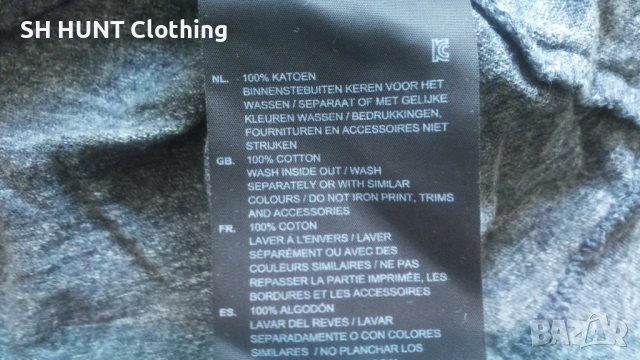 SH HUNT Clothing
NL. 100% KATOEN
BINNENSTEBUITEN KEREN VOOR HET
WASSEN / SEPARAAT OF MET GELIJKE
KLEUREN WASSEN / BEDRUKKINGEN,
FOURNITUREN EN ACCESSOIRES NIET
STRIJKEN
GB. 100% COTTON
WASH INSIDE OUT / WASH
SEPARATELY OR WITH SIMILAR
COLOURS / DO NOT IRON PRINT, TRIMS
AND ACCESSORIES
FR. 100% COTON
LAVER À L'ENVERS / LAVER
SÉPARÉMENT OU AVEC DES
COULEURS SIMILAIRES / NE PAS
REPASSER LA PARTIE IMPRIMÉE, LES
BORDURES ET LES ACCESSOIRES
ES. 100% ALGODÓN
LAVAR DEL REVES / LAVAR
SEPARADAMENTE O CON COLORES
SIMILARES / NO PLANCHAR LOS
BAZAR